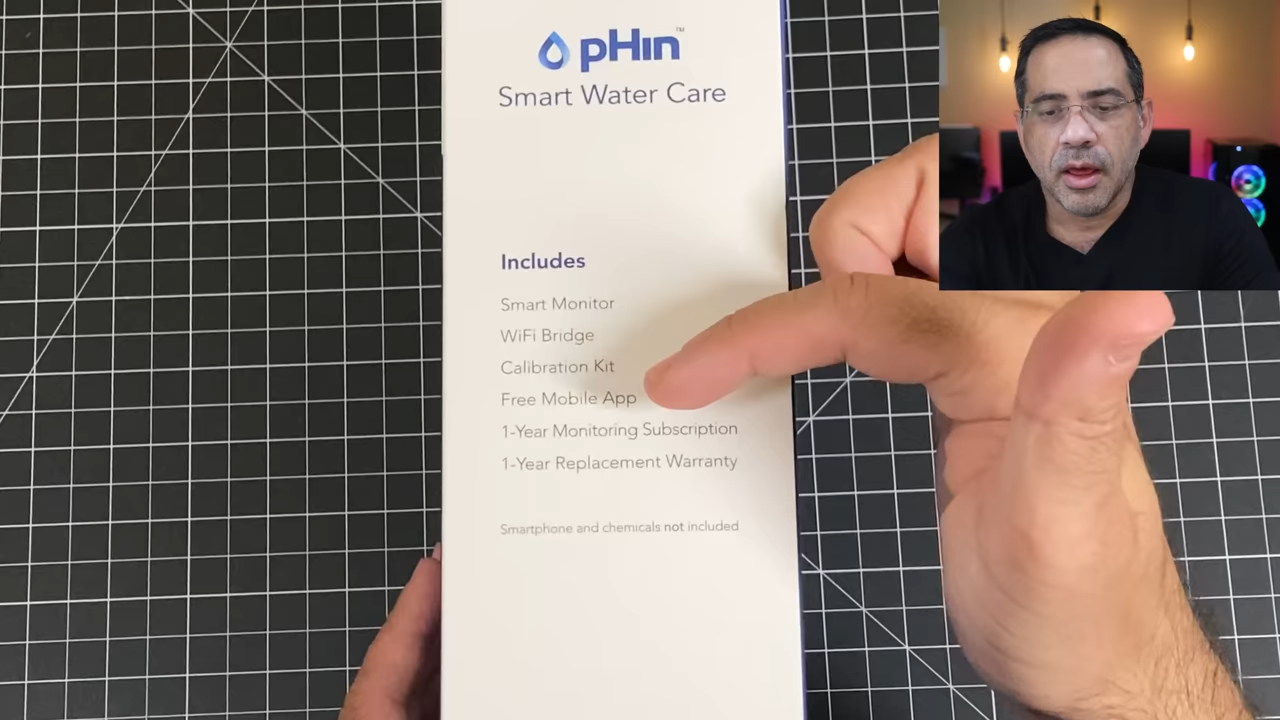 pHin™
Smart Water Care
Includes
Smart Monitor
WiFi Bridge
Calibration Kit
Free Mobile App
1-Year Monitoring Subscription
1-Year Replacement Warranty
Smartphone and chemicals not included